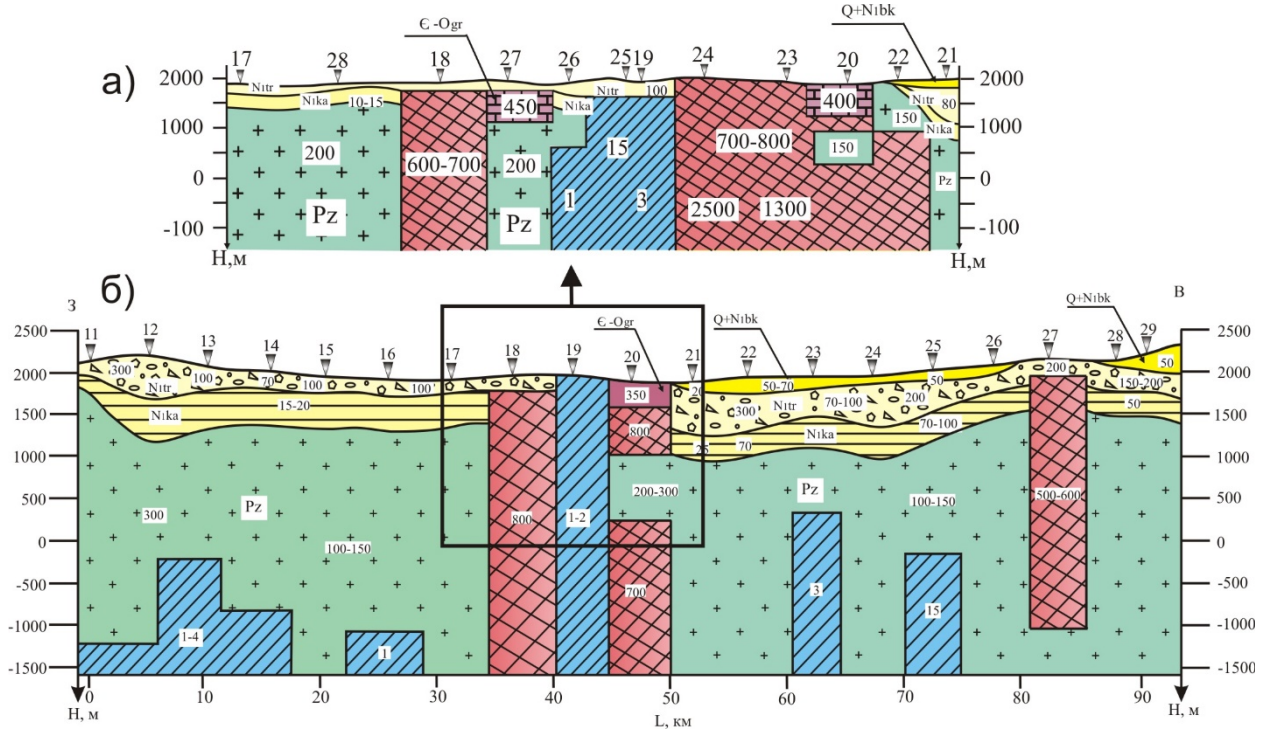 а)
Є -Ogr
Q+N1bk
17 28 18 27 26 25 19 24 23 20 22 21
2000 2000
N1tr N1tr 100 N1tr 80
N1ka 10-15 450 N1ka 400 150 N1ka
1000 1000
200 600-700 200 15 700-800 150
0 Pz 0
Pz Pz 1 3 2500 1300
-100 -100
H,м H,м
б)
З В
Є -Ogr Q+N1bk Q+N1bk
11 12 13 14 15 16 17 18 19 20 21 22 23 24 25 26 27 28 29
2500 2500
300 N1tr 100 70 100 100 20 50-70 50 200 50
2000 2000
350 300 N1tr 70-100 200 150-200
15-20 50
1500 1500
N1ka 800 25 70 N1ka 70-100
1000 1000
300 Pz 200-300 Pz 100-150 500-600
500 500
100-150 800 1-2
0 0
-500 700 3 -500
-1000 1-4 1 15 -1000
-1500 -1500
0 10 20 30 40 50 60 70 80 90
H, м L, км H, м